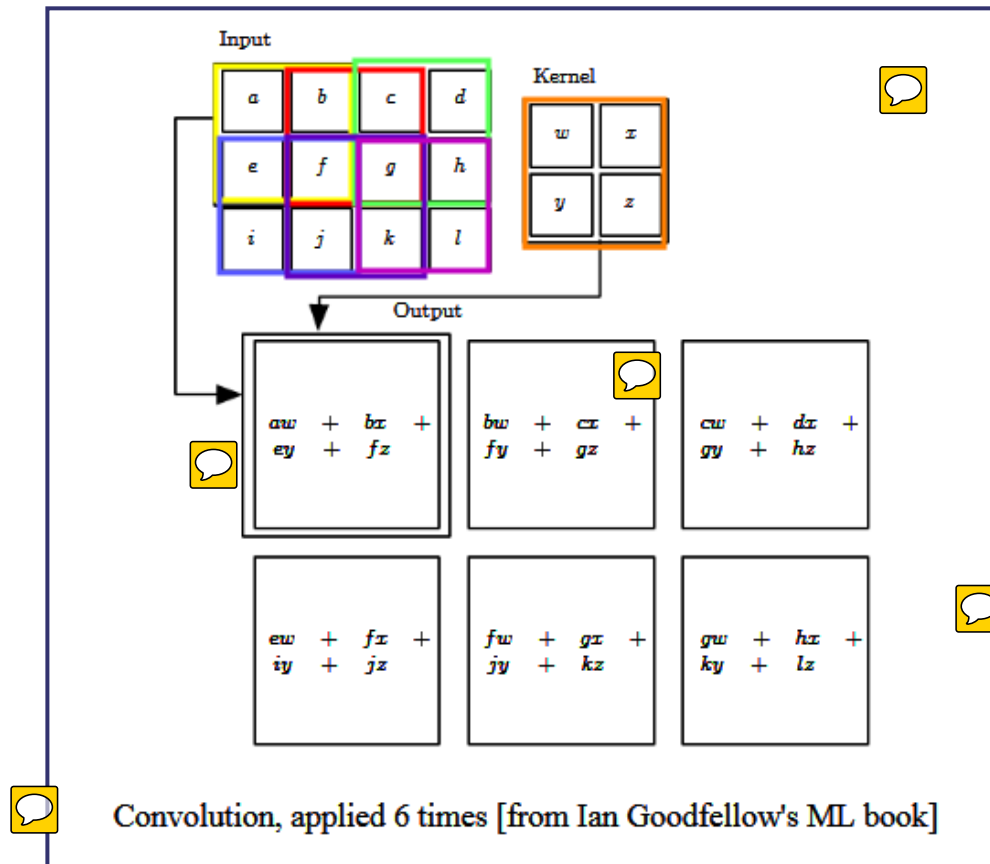 Input
Kernel
a b c d
w x
e f g h
y z
i j k l
Output
aw + bx +
ey + fz
bw + cx +
fy + gz
cw + dx +
gy + hz
ew + fx +
iy + jz
fw + gx +
jy + kz
gw + hx +
ky + lz
Convolution, applied 6 times [from Ian Goodfellow's ML book]